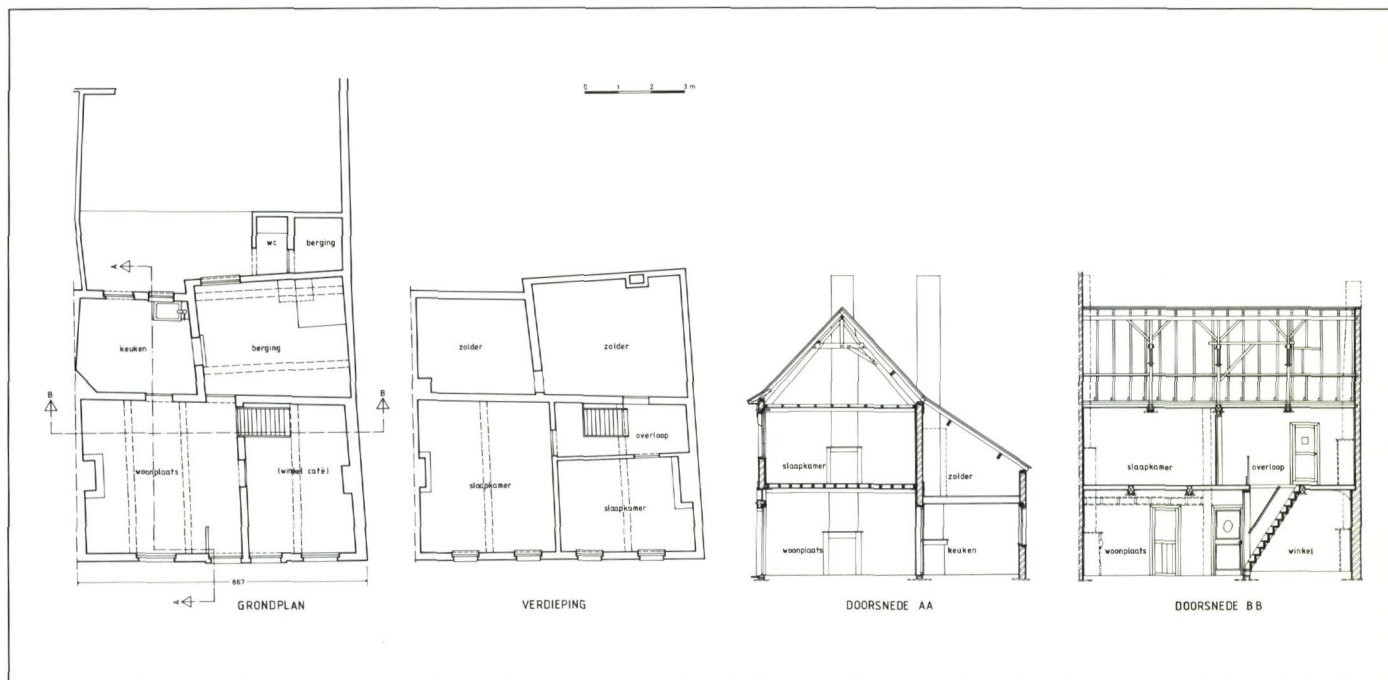 0 1 2 3 m
wc
berging
A
keuken
berging
B
B
woonplaats
(winkel café)
867
A
GRONDPLAN
zolder
zolder
overloop
slaapkamer
slaapkamer
VERDIEPING
slaapkamer
zolder
woonplaats
keuken
DOORSNEDE AA
slaapkamer
overloop
woonplaats
winkel
DOORSNEDE BB